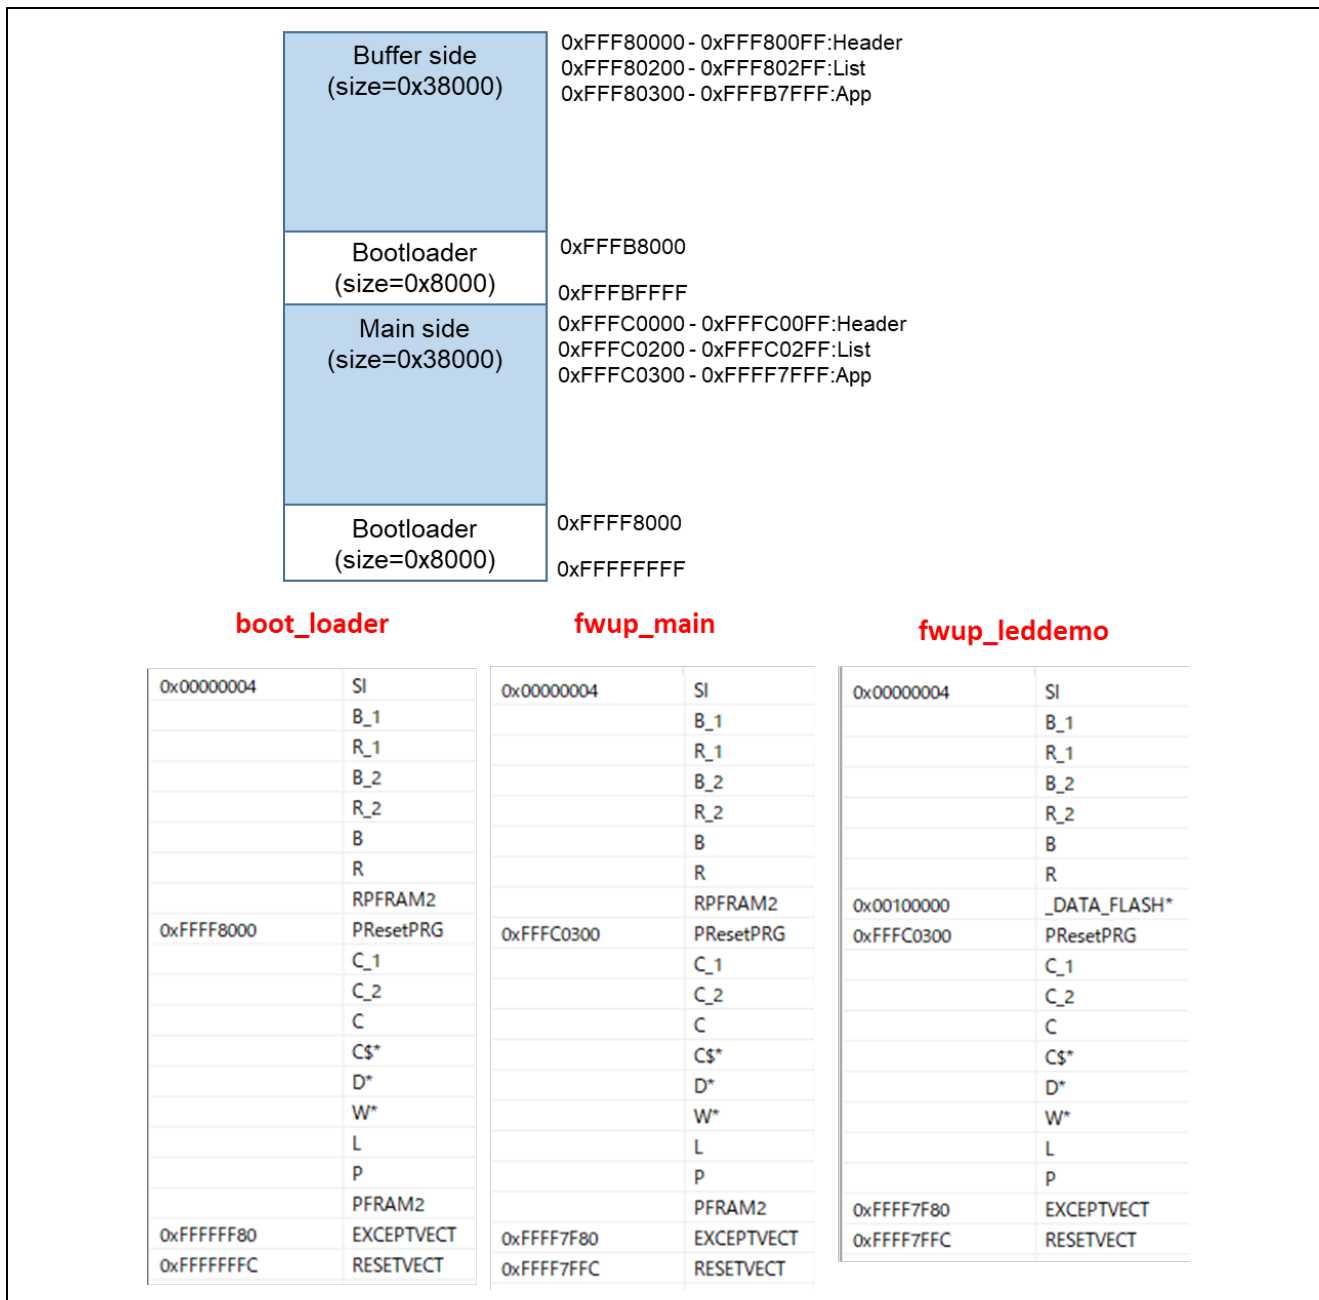 Buffer side
(size=0x38000)
0xFFF80000 - 0xFFF800FF:Header
0xFFF80200 - 0xFFF802FF:List
0xFFF80300 - 0xFFFB7FFF:App
Bootloader
(size=0x8000)
0xFFFB8000
0xFFFBFFFF
Main side
(size=0x38000)
0xFFFC0000 - 0xFFFC00FF:Header
0xFFFC0200 - 0xFFFC02FF:List
0xFFFC0300 - 0xFFFF7FFF:App
Bootloader
(size=0x8000)
0xFFFF8000
0xFFFFFFFF
boot_loader
0x00000004 SI
B_1
R_1
B_2
R_2
B
R
RPFRAM2
0xFFFF8000 PResetPRG
C_1
C_2
C
C$*
D*
W*
L
P
PFRAM2
0xFFFFFF80 EXCEPTVECT
0xFFFFFFFC RESETVECT
fwup_main
0x00000004 SI
B_1
R_1
B_2
R_2
B
R
RPFRAM2
0xFFFC0300 PResetPRG
C_1
C_2
C
C$*
D*
W*
L
P
PFRAM2
0xFFFF7F80 EXCEPTVECT
0xFFFF7FFC RESETVECT
fwup_leddemo
0x00000004 SI
B_1
R_1
B_2
R_2
B
R
0x00100000 _DATA_FLASH*
0xFFFC0300 PResetPRG
C_1
C_2
C
C$*
D*
W*
L
P
0xFFFF7F80 EXCEPTVECT
0xFFFF7FFC RESETVECT